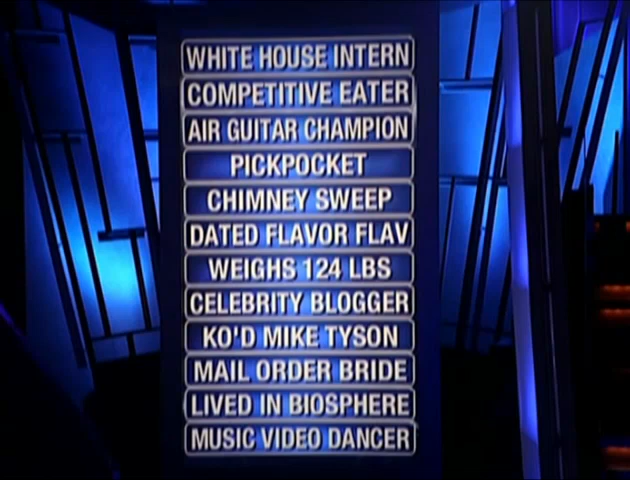 WHITE HOUSE INTERN
COMPETITIVE EATER
AIR GUITAR CHAMPION
PICKPOCKET
CHIMNEY SWEEP
DATED FLAVOR FLAV
WEIGHS 124 LBS
CELEBRITY BLOGGER
KO'D MIKE TYSON
MAIL ORDER BRIDE
LIVED IN BIOSPHERE
MUSIC VIDEO DANCER